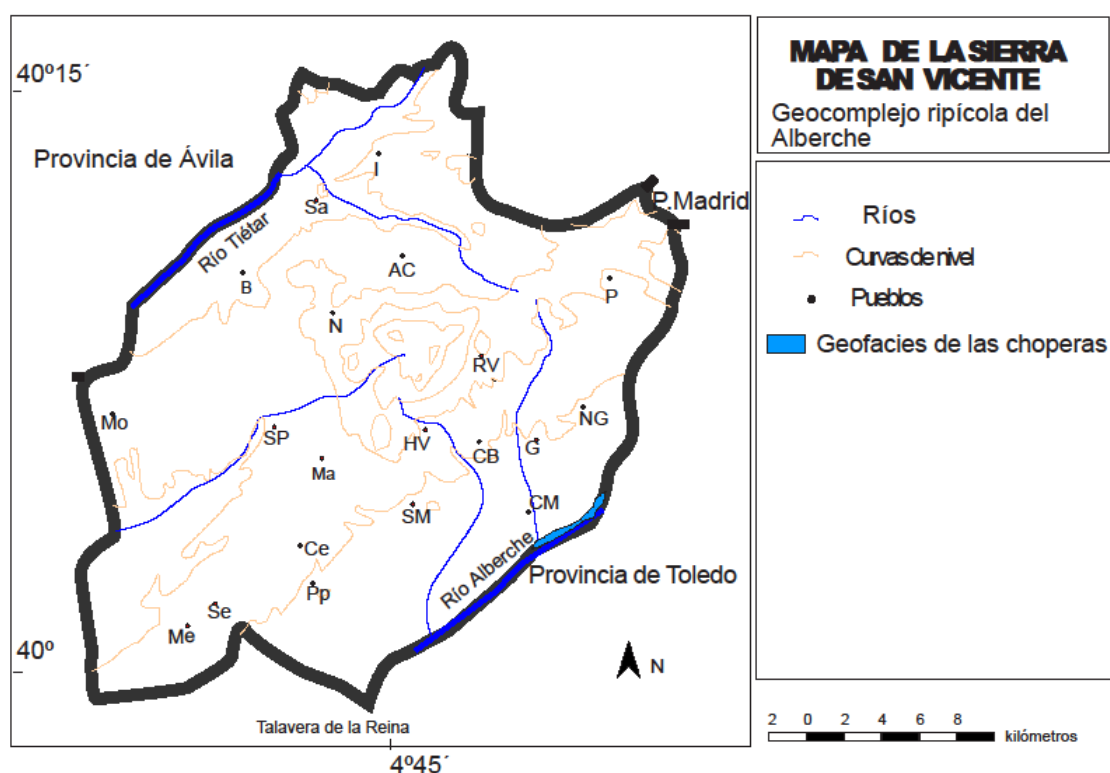 MAPA DE LA SIERRA
DE SAN VICENTE
Geocomplejo ripícola del
Alberche
40º15´
Provincia de Ávila
P.Madrid
I
Sa
Río Tiétar
AC
B
P
N
RV
Mo
NG
SP
HV
CB
G
Ma
SM
CM
Ce
Río Alberche
Provincia de Toledo
Pp
Se
Me
40º
N
Talavera de la Reina
4º45´
Ríos
Curvas de nivel
Pueblos
Geofacies de las choperas
2 0 2 4 6 8
kilómetros